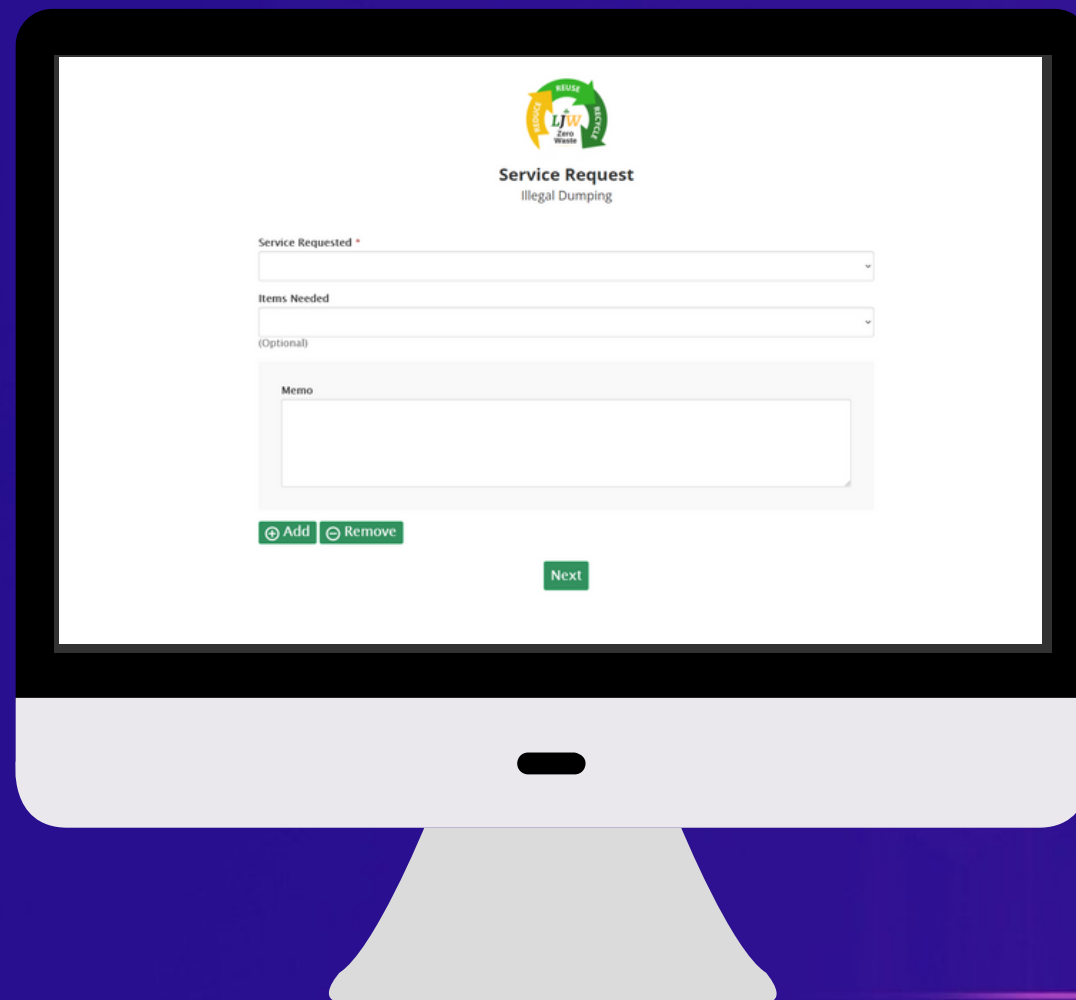 REDUCE
REUSE
RECYCLE
LJW
Zero
Waste
Service Request
Illegal Dumping
Service Requested *
Items Needed
(Optional)
Memo
Add Remove
Next